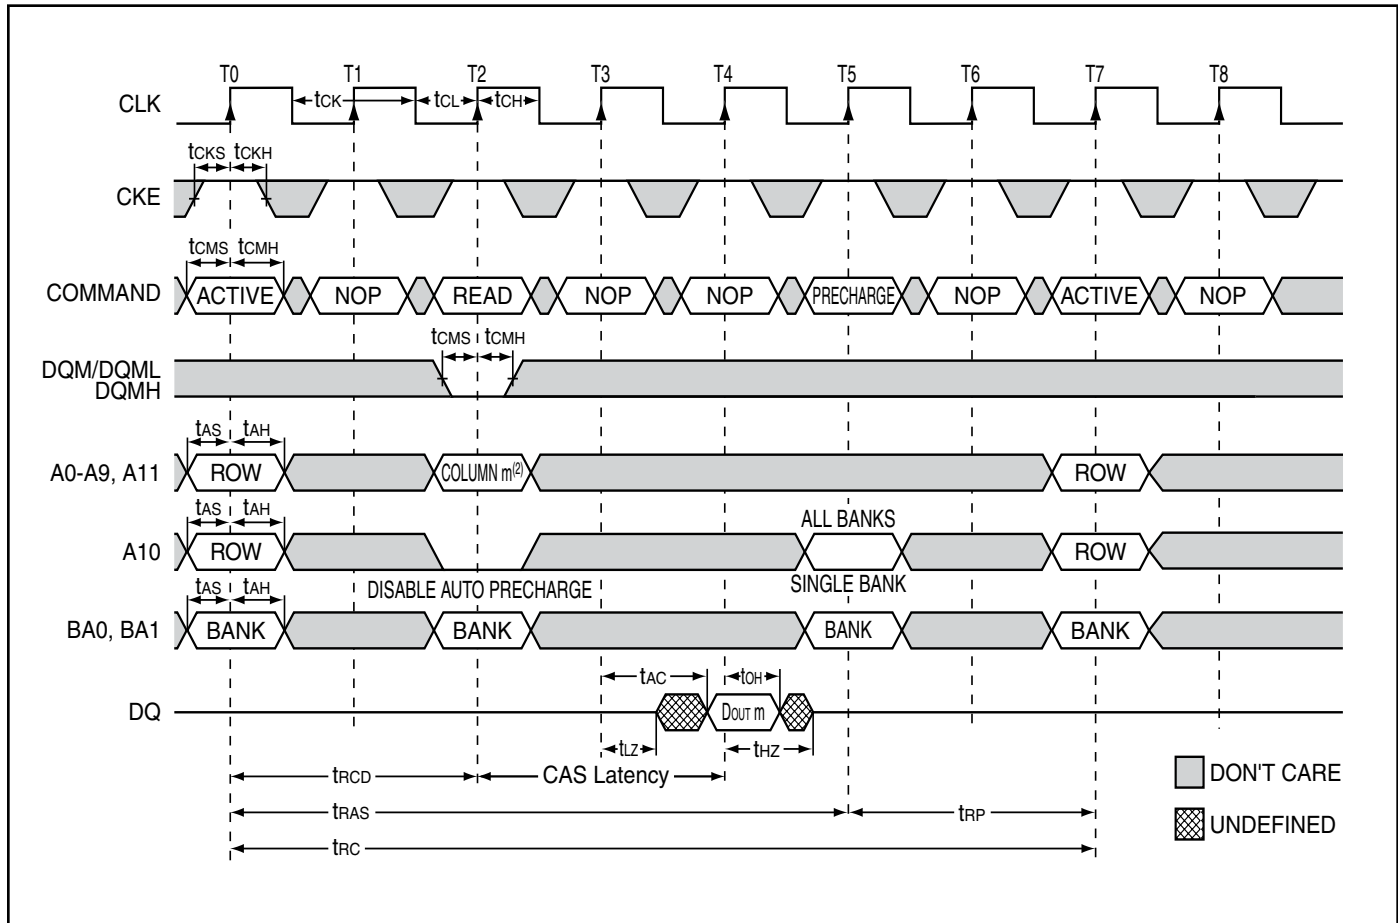 T0 T1 T2 T3 T4 T5 T6 T7 T8
CLK
tCK tCL tCH
tCKS tCKH
CKE
tCMS tCMH
COMMAND ACTIVE NOP READ NOP NOP PRECHARGE NOP ACTIVE NOP
tCMS tCMH
DQM/DQML
DQMH
tAS tAH
A0-A9, A11 ROW COLUMN m(2) ROW
tAS tAH ALL BANKS
A10 ROW ROW
DISABLE AUTO PRECHARGE SINGLE BANK
tAS tAH
BA0, BA1 BANK BANK BANK BANK
tAC tOH
DQ DOUT m
tLZ tHZ
tRCD CAS Latency
DON'T CARE
tRAS tRP
UNDEFINED
tRC